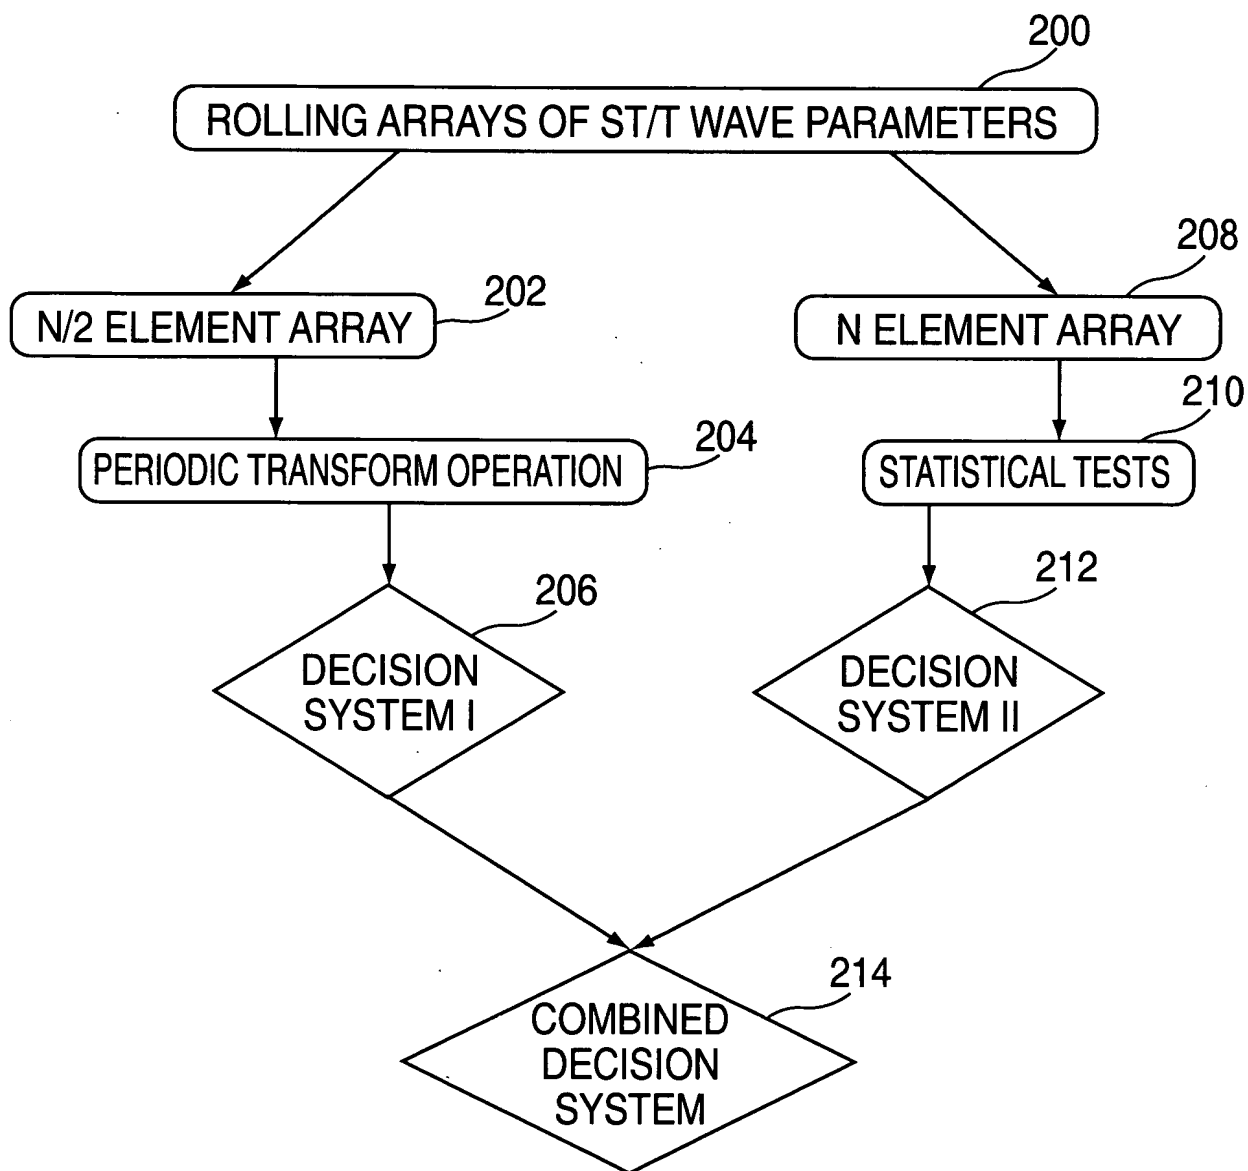 200
ROLLING ARRAYS OF ST/T WAVE PARAMETERS
202
N/2 ELEMENT ARRAY
208
N ELEMENT ARRAY
204
PERIODIC TRANSFORM OPERATION
210
STATISTICAL TESTS
206
DECISION
SYSTEM I
212
DECISION
SYSTEM II
214
COMBINED
DECISION
SYSTEM